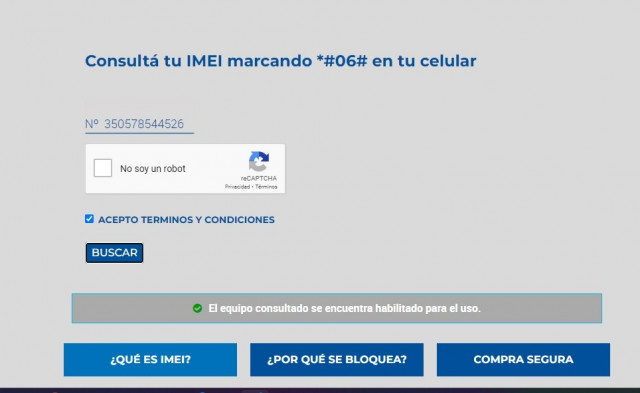 Consultá tu IMEI marcando *#06# en tu celular
Nº 350578544526
No soy un robot
reCAPTCHA
Privacidad - Términos
ACEPTO TERMINOS Y CONDICIONES
BUSCAR
El equipo consultado se encuentra habilitado para el uso.
¿QUÉ ES IMEI?
¿POR QUÉ SE BLOQUEA?
COMPRA SEGURA